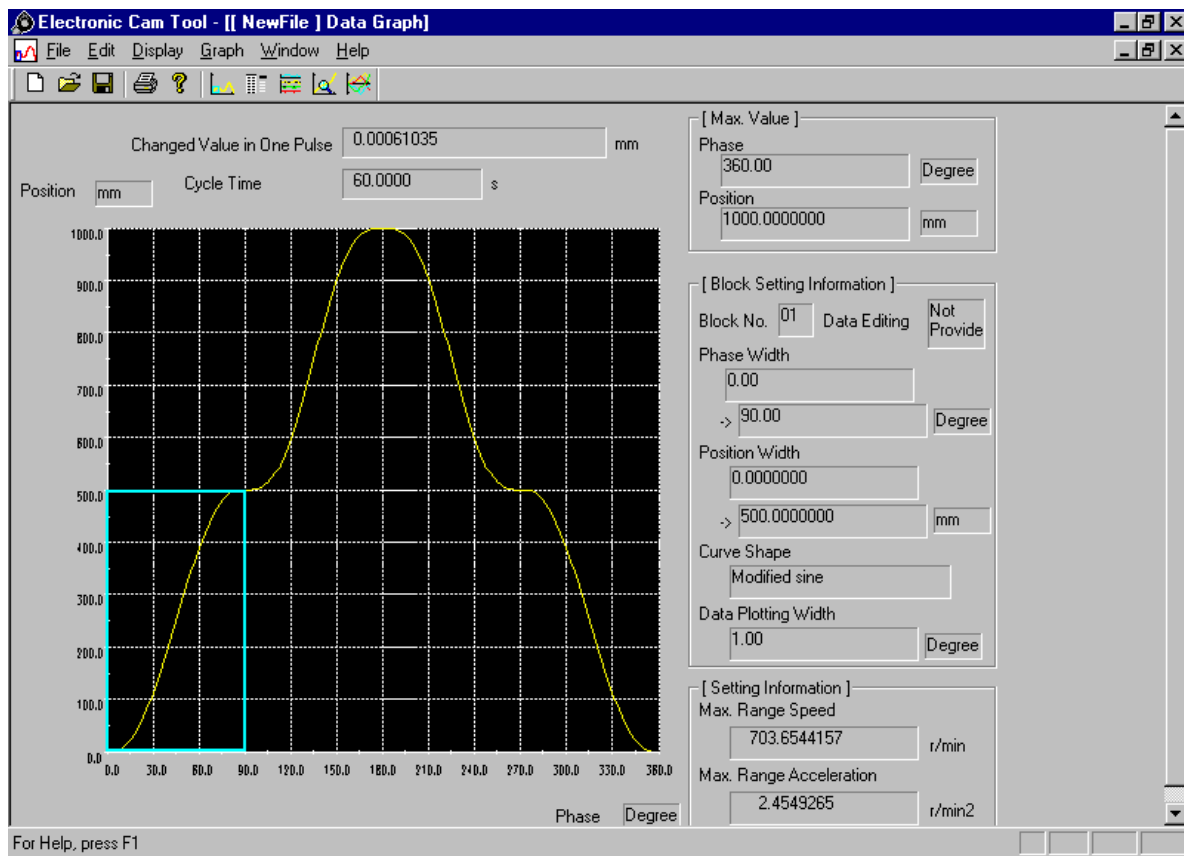 Electronic Cam Tool - [[ NewFile ] Data Graph]
File Edit Display Graph Window Help
Changed Value in One Pulse 0.00061035 mm
Position mm Cycle Time 60.0000 s
1000.0
900.0
800.0
700.0
600.0
500.0
400.0
300.0
200.0
100.0
0.0
0.0 30.0 60.0 90.0 120.0 150.0 180.0 210.0 240.0 270.0 300.0 330.0 360.0
Phase Degree
[ Max. Value ]
Phase
360.00 Degree
Position
1000.0000000 mm
[ Block Setting Information ]
Block No. 01 Data Editing Not Provide
Phase Width
0.00
-> 90.00 Degree
Position Width
0.0000000
-> 500.0000000 mm
Curve Shape
Modified sine
Data Plotting Width
1.00 Degree
[ Setting Information ]
Max. Range Speed
703.6544157 r/min
Max. Range Acceleration
2.4549265 r/min2
For Help, press F1